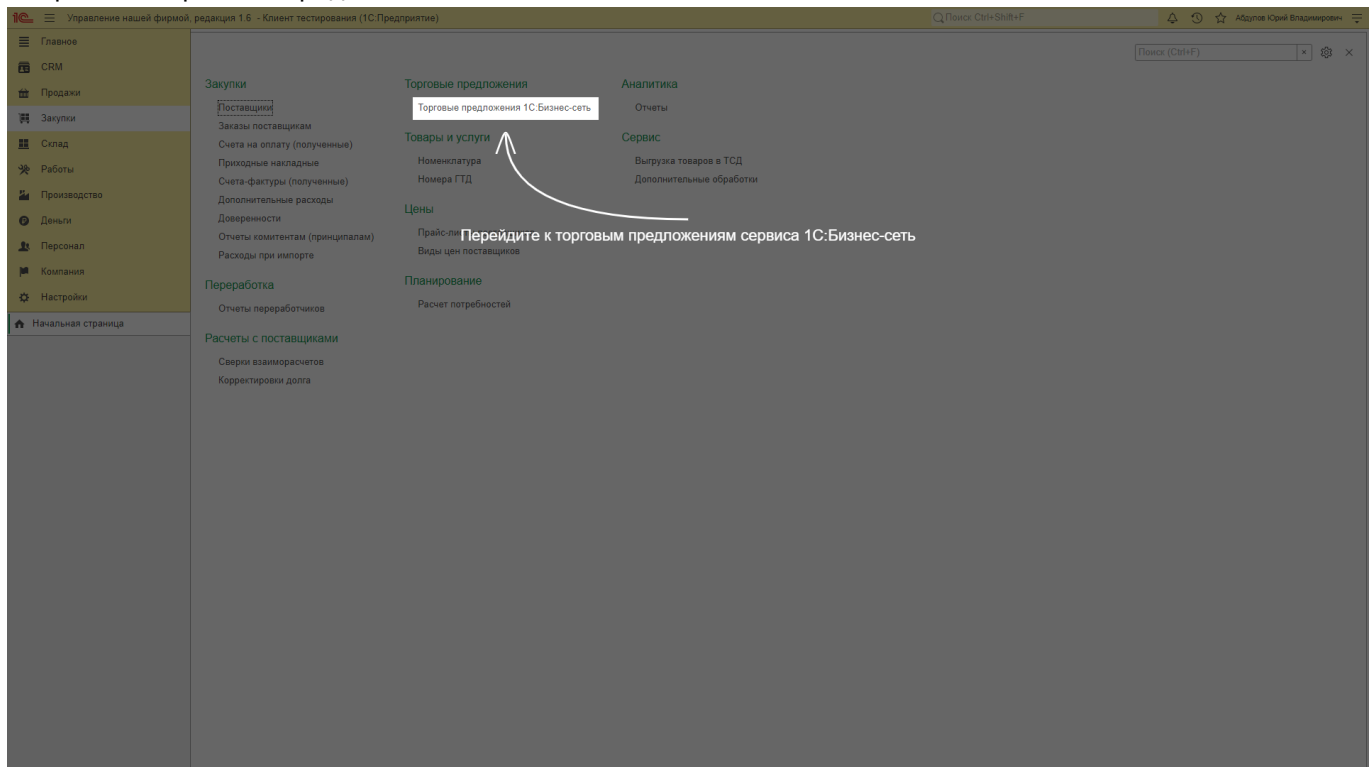 1С Управление нашей фирмой, редакция 1.6 - Клиент тестирования (1С:Предприятие)
Поиск Ctrl+Shift+F
Абдулов Юрий Владимирович
Главное
CRM
Продажи
Закупки
Склад
Работы
Производство
Деньги
Персонал
Компания
Настройки
Начальная страница
Поиск (Ctrl+F)
Закупки
Поставщики
Заказы поставщикам
Счета на оплату (полученные)
Приходные накладные
Счета-фактуры (полученные)
Дополнительные расходы
Доверенности
Отчеты комитентам (принципалам)
Расходы при импорте
Переработка
Отчеты переработчиков
Расчеты с поставщиками
Сверки взаиморасчетов
Корректировки долга
Торговые предложения
Торговые предложения 1С:Бизнес-сеть
Товары и услуги
Номенклатура
Номера ГТД
Цены
Виды цен поставщиков
Планирование
Расчет потребностей
Аналитика
Отчеты
Сервис
Выгрузка товаров в ТСД
Дополнительные обработки
Перейдите к торговым предложениям сервиса 1С:Бизнес-сеть